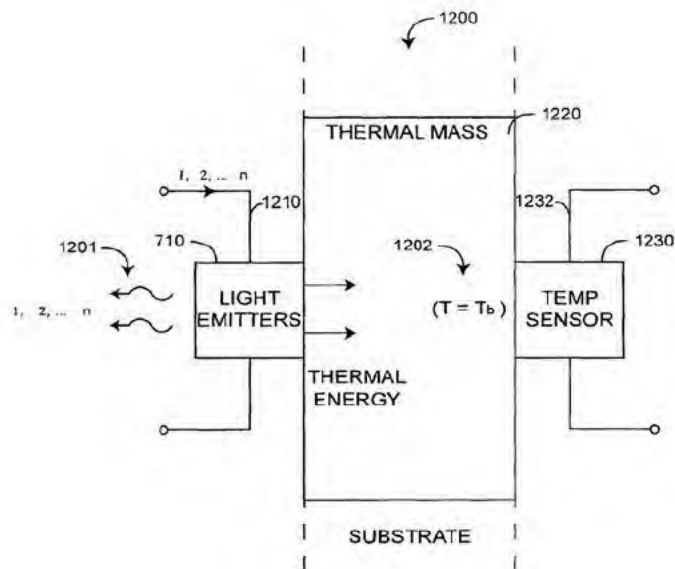 1200
1220
THERMAL MASS
1, 2, ... n
1210
1232
710
1202
1230
1201
LIGHT
EMITTERS
(T = Tb)
TEMP
SENSOR
1, 2, ... n
THERMAL
ENERGY
SUBSTRATE